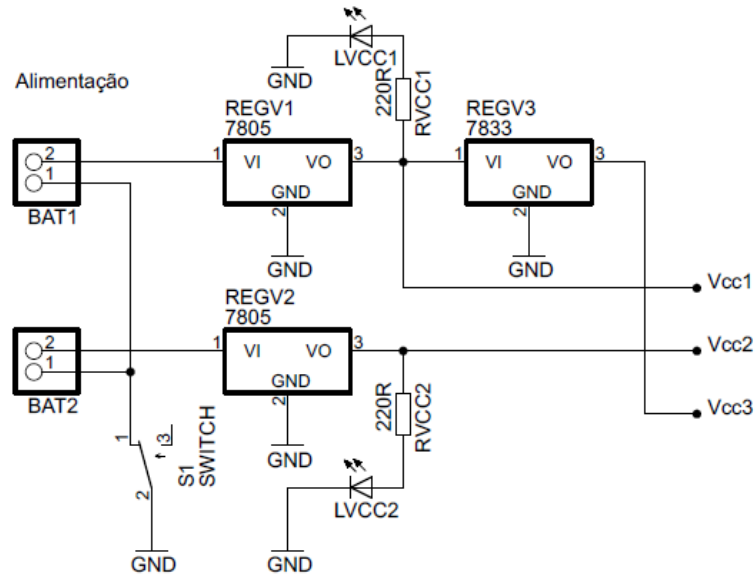 LVCC1
GND
220R
RVCC1
Alimentação
REGV1
7805
REGV3
7833
2
1
BAT1
1 VI VO 3
GND
2
1 VI VO 3
GND
2
GND
GND
Vcc1
REGV2
7805
2
1
BAT2
1 VI VO 3
GND
2
Vcc2
220R
RVCC2
Vcc3
1
3
2
S1
SWITCH
GND
LVCC2
GND
GND